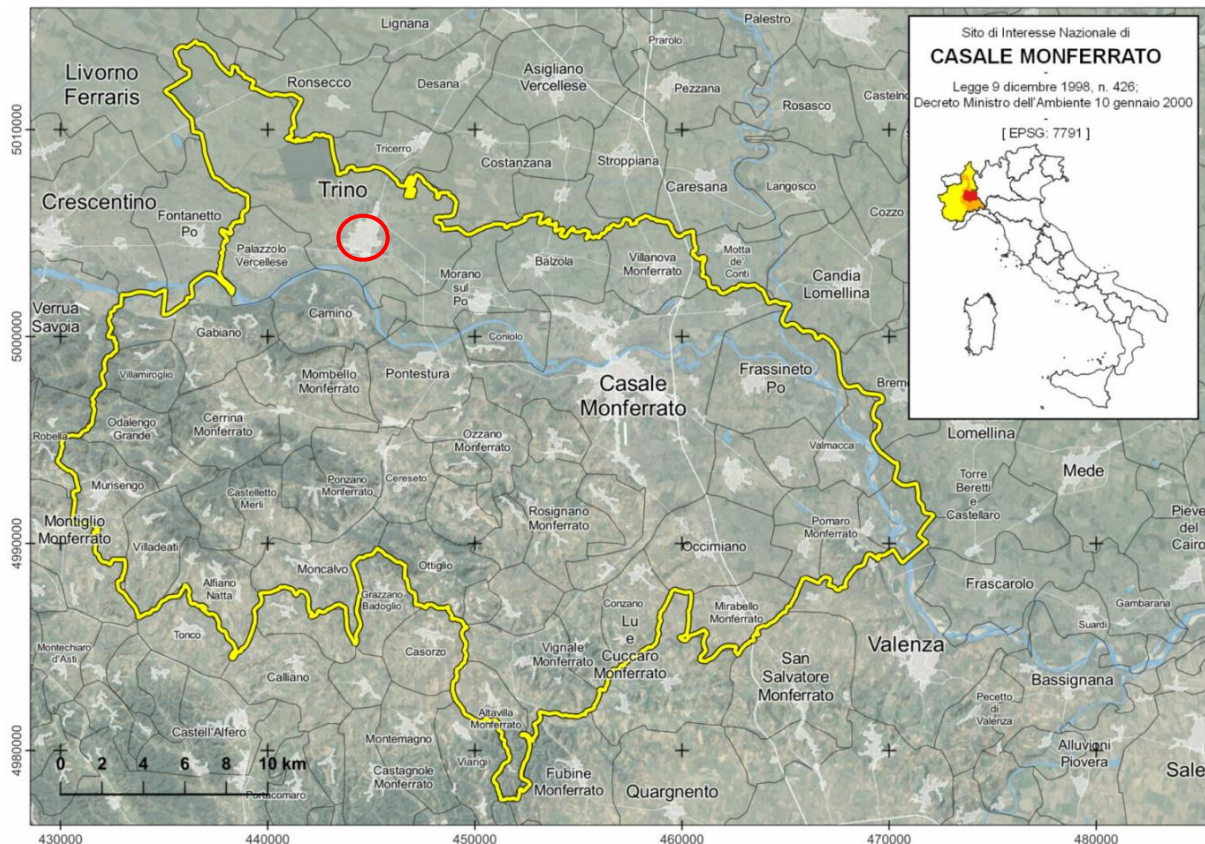 Sito di Interesse Nazionale di
CASALE MONFERRATO
-
Legge 9 dicembre 1998, n. 426;
Decreto Ministro dell'Ambiente 10 gennaio 2000
-
[ EPSG: 7791 ]
Lignana
Palestro
Prarolo
Livorno
Ferraris
Ronsecco
Desana
Asigliano
Vercellese
Pezzana
Rosasco
Castelno
5010000
Tricerro
Costanzana
Stroppiana
Trino
Caresana
Langosco
Crescentino
Fontanetto
Po
Cozzo
Palazzolo
Vercellese
Balzola
Villanova
Monferrato
Motta
de'
Conti
Morano
sul
Po
Candia
Lomellina
Verrua
Savoia
Gabiano
Camino
Coniolo
5000000
Villamiroglio
Mombello
Monferrato
Pontestura
Casale
Monferrato
Frassineto
Po
Breme
Odalengo
Grande
Cerrina
Monferrato
Robella
Ozzano
Monferrato
Valmacca
Lomellina
Mede
Murisengo
Castelletto
Merli
Ponzano
Monferrato
Cereseto
Torre
Beretti
e
Castellaro
Rosignano
Monferrato
Pieve
del
Cairo
Montiglio
Monferrato
Villadeati
Pomaro
Monferrato
Occimiano
4990000
Alfiano
Natta
Moncalvo
Ottiglio
Grazzano
Badoglio
Frascarolo
Conzano
Mirabello
Monferrato
Gambarana
Suardi
Tonco
Lu
e
Cuccaro
Monferrato
Montechiaro
d'Asti
Casorzo
Vignale
Monferrato
Valenza
San
Salvatore
Monferrato
Calliano
Bassignana
Pecetto
di
Valenza
Altavilla
Monferrato
Castell'Alfero
Montemagno
Viarigi
Alluvioni
Piovera
4980000
0 2 4 6 8 10 km
Castagnole
Monferrato
Fubine
Monferrato
Quargnento
Sale
Portacomaro
430000 440000 450000 460000 470000 480000